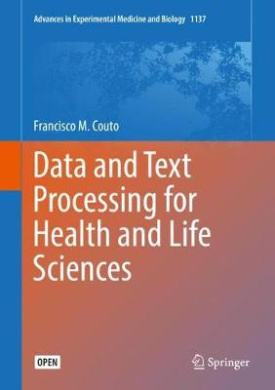 Advances in Experimental Medicine and Biology 1137
Francisco M. Couto
Data and Text
Processing for
Health and Life
Sciences
OPEN
Springer